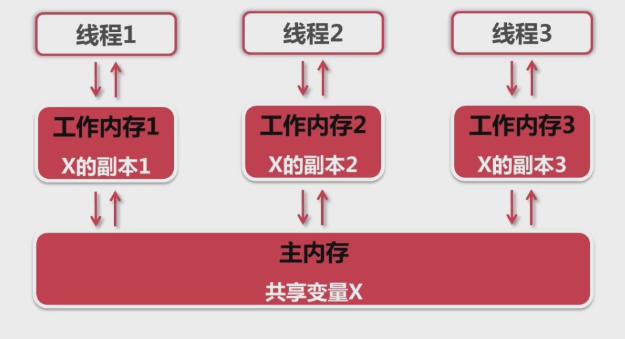 线程1
线程2
线程3
工作内存1
X的副本1
工作内存2
X的副本2
工作内存3
X的副本3
主内存
共享变量X